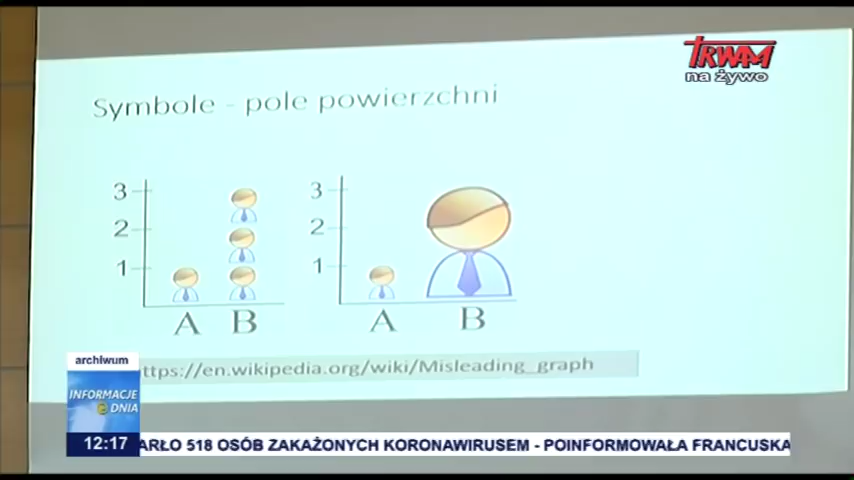 TRWAM
na żywo
Symbole - pole powierzchni
3
2
1
A B
3
2
1
A B
ttps://en.wikipedia.org/wiki/Misleading_graph
archiwum
INFORMACJE
DNIA
12:17
ARŁO 518 OSÓB ZAKAŻONYCH KORONAWIRUSEM - POINFORMOWAŁA FRANCUSKA